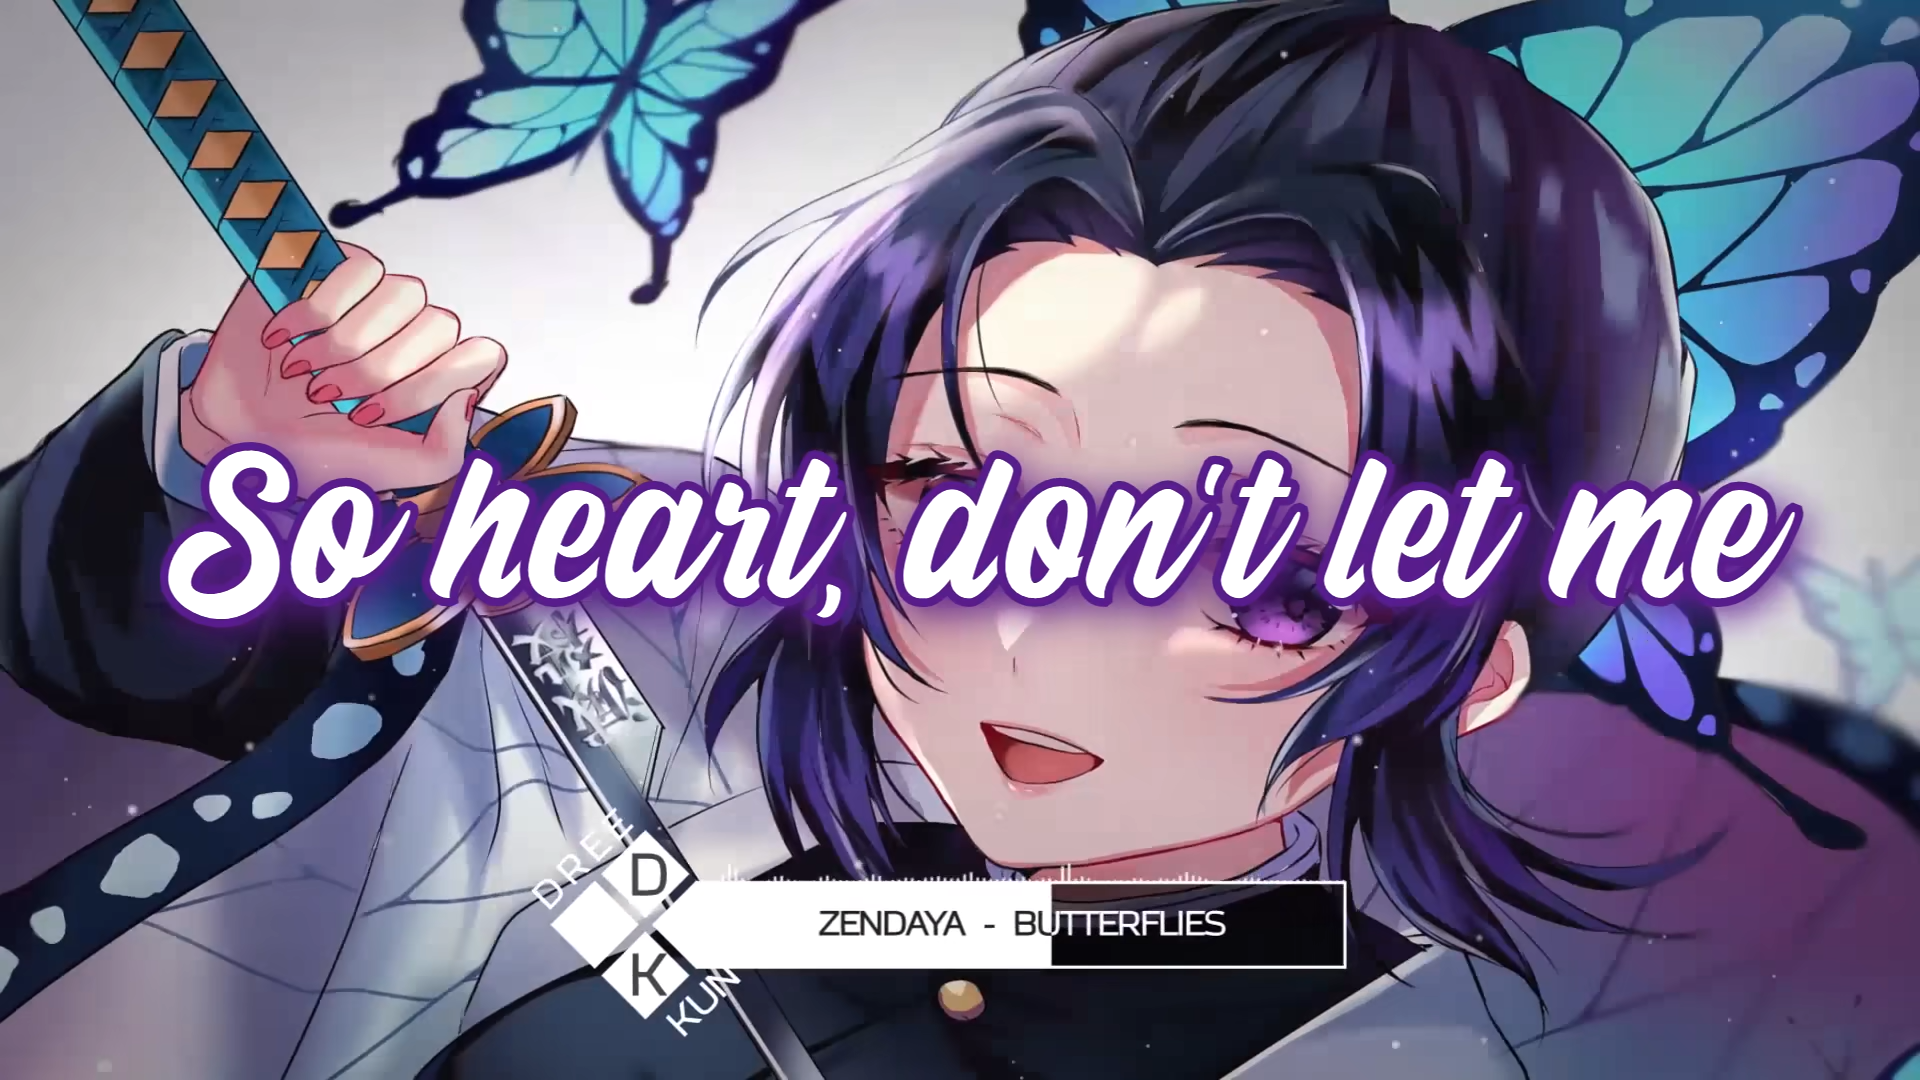 So heart, don't let me
DREE
D
K
KUN
ZENDAYA - BUTTERFLIES